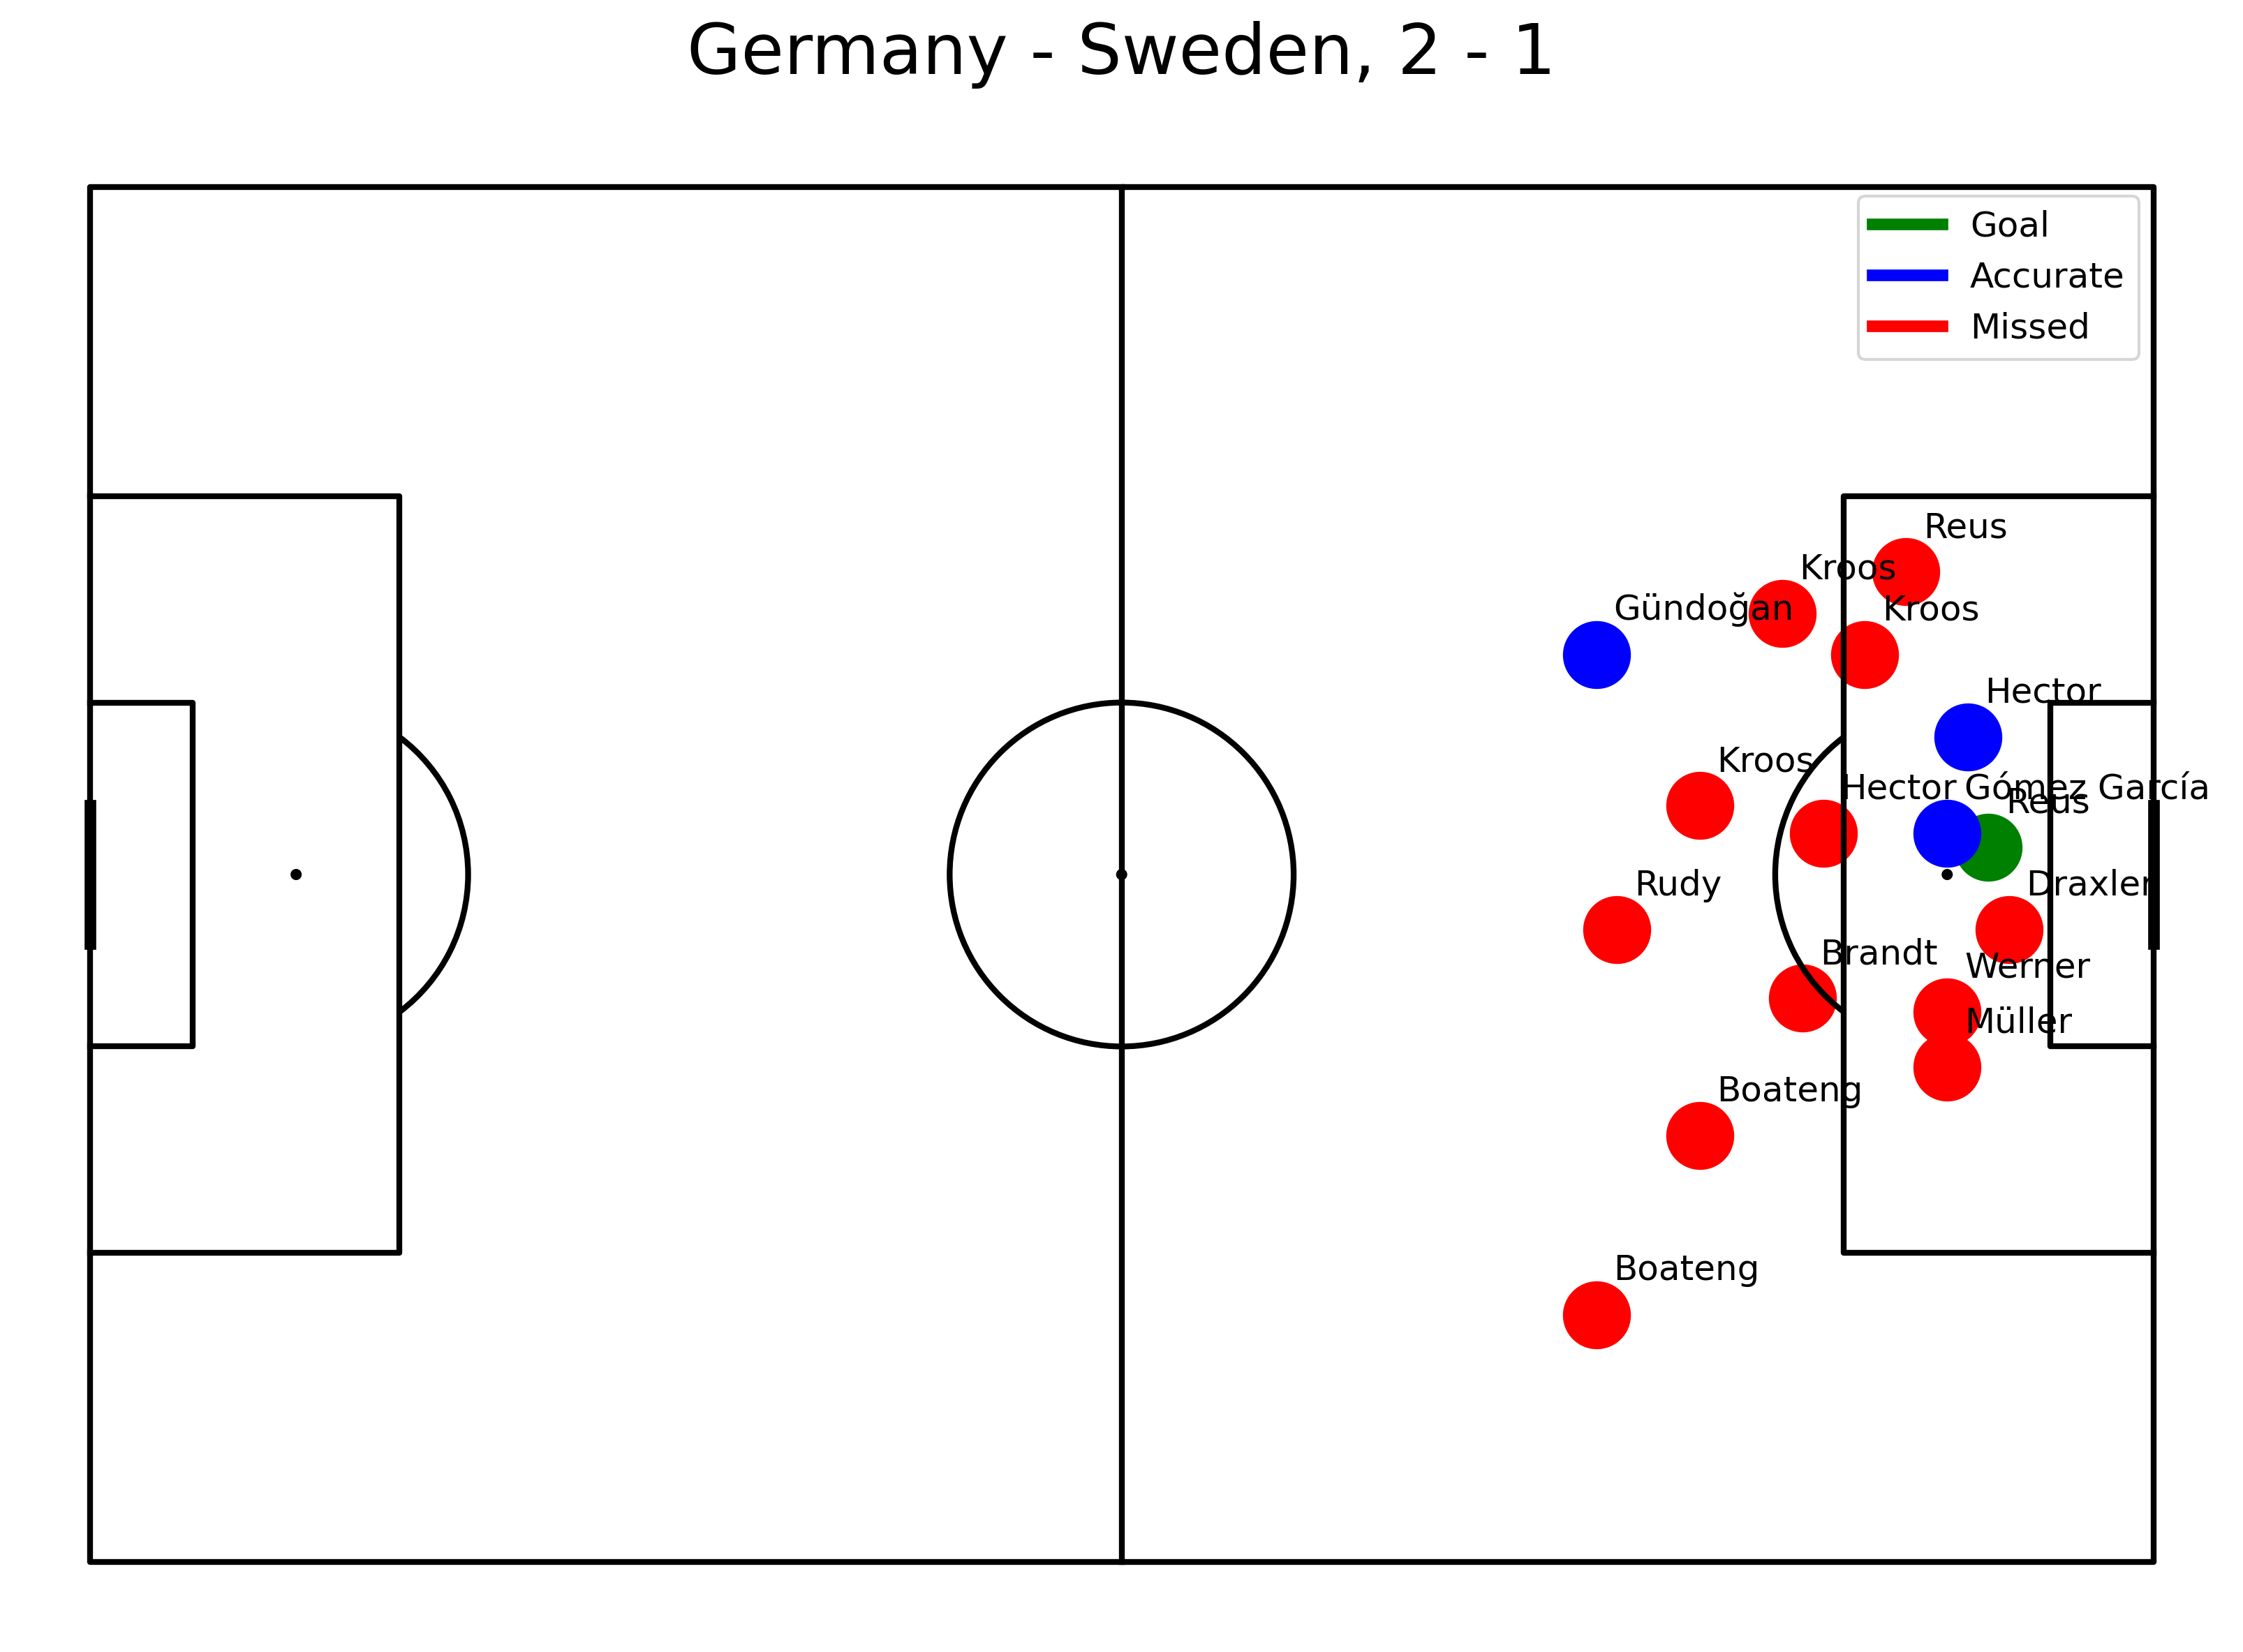 Germany - Sweden, 2 - 1
Goal
Accurate
Missed
Reus
Kroos
Gündoğan
Kroos
Hector
Kroos
Hector
Gómez García
Reus
Rudy
Draxler
Brandt
Werner
Müller
Boateng
Boateng